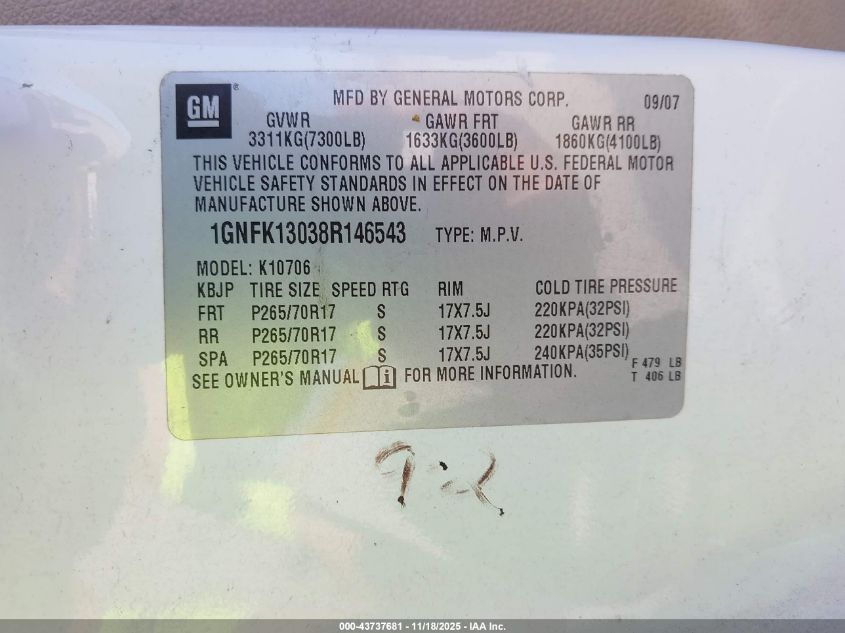 GM®
MFD BY GENERAL MOTORS CORP. 09/07
GVWR GAWR FRT GAWR RR
3311KG(7300LB) 1633KG(3600LB) 1860KG(4100LB)
THIS VEHICLE CONFORMS TO ALL APPLICABLE U.S. FEDERAL MOTOR
VEHICLE SAFETY STANDARDS IN EFFECT ON THE DATE OF
MANUFACTURE SHOWN ABOVE.
1GNFK13038R146543 TYPE: M.P.V.
MODEL: K10706
KBJP TIRE SIZE SPEED RTG RIM COLD TIRE PRESSURE
FRT P265/70R17 S 17X7.5J 220KPA(32PSI)
RR P265/70R17 S 17X7.5J 220KPA(32PSI)
SPA P265/70R17 S 17X7.5J 240KPA(35PSI)
F 479 LB
T 406 LB
SEE OWNER'S MANUAL FOR MORE INFORMATION.
000-43737681 - 11/18/2025 - IAA Inc.